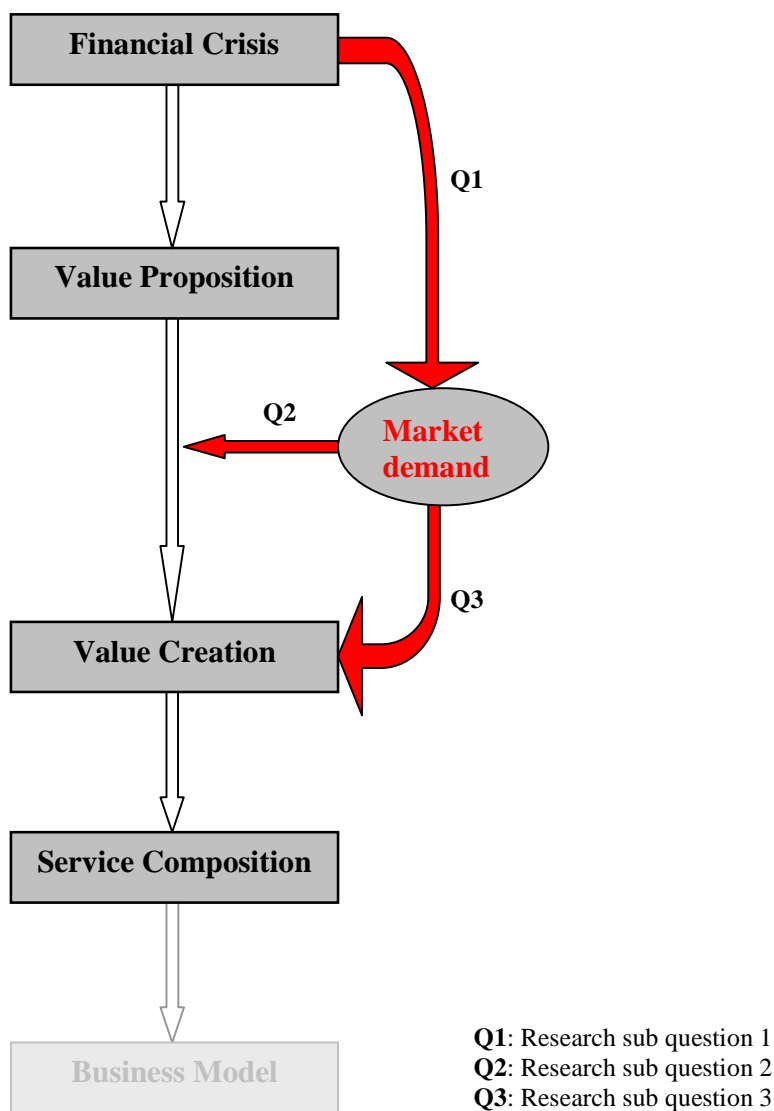 Financial Crisis
Q1
Value Proposition
Q2
Market
demand
Q3
Value Creation
Service Composition
Business Model
Q1: Research sub question 1
Q2: Research sub question 2
Q3: Research sub question 3